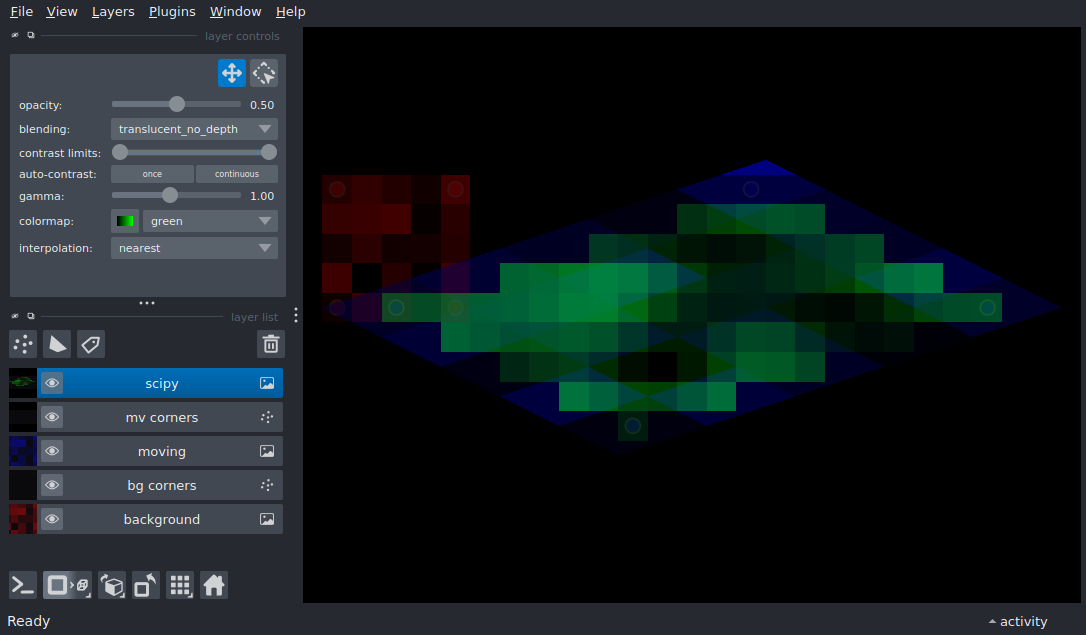 File View Layers Plugins Window Help
layer controls
opacity: 0.50
blending: translucent_no_depth
contrast limits:
auto-contrast: once continuous
gamma: 1.00
colormap: green
interpolation: nearest
layer list
scipy
mv corners
moving
bg corners
background
Ready activity